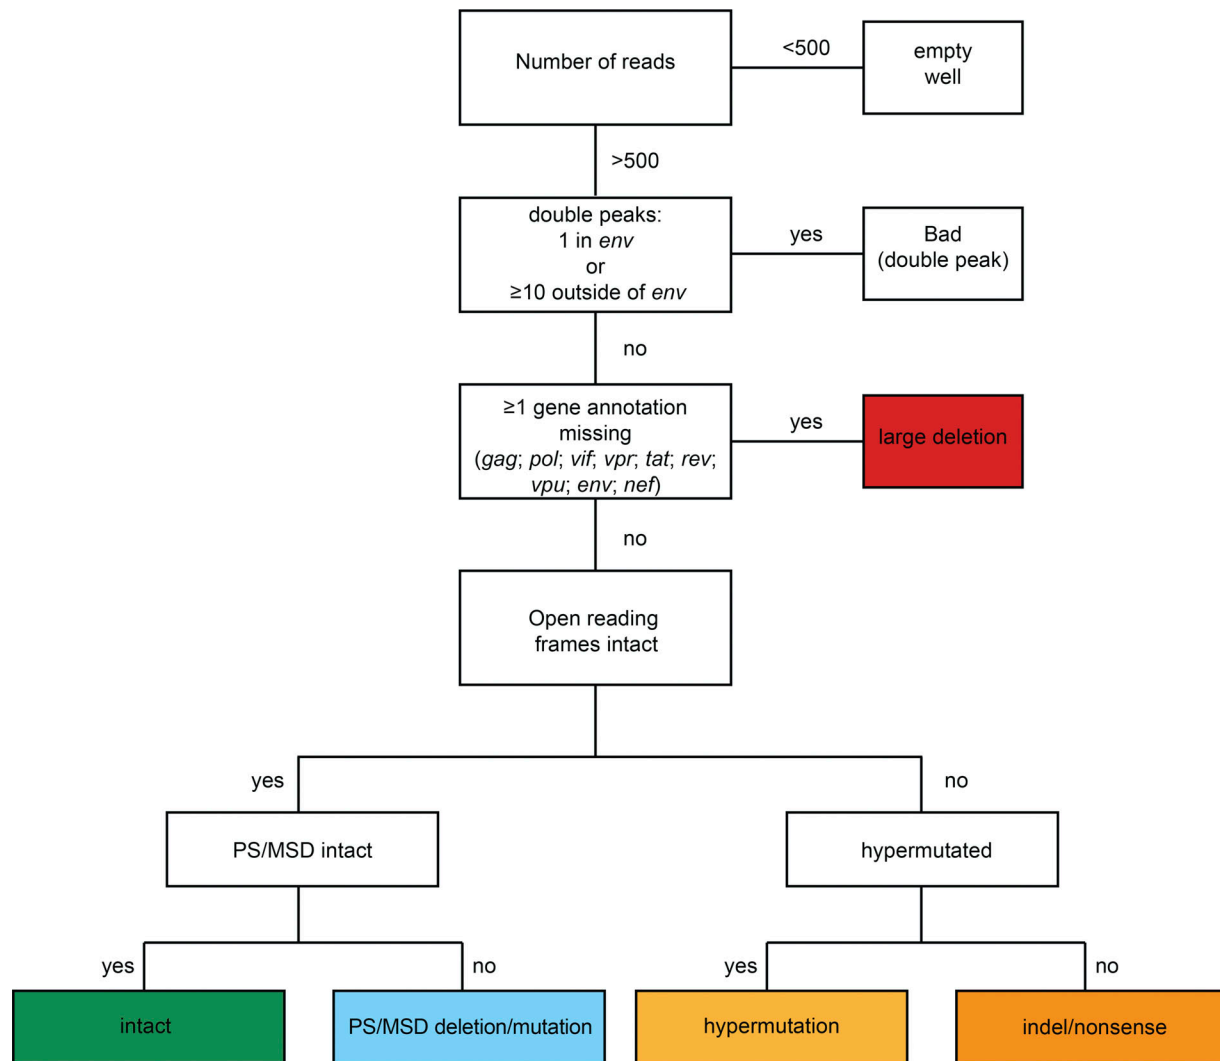 Number of reads
<500
empty
well
>500
double peaks:
1 in env
or
≥10 outside of env
yes
Bad
(double peak)
no
≥1 gene annotation
missing
(gag; pol; vif; vpr; tat; rev;
vpu; env; nef)
yes
large deletion
no
Open reading
frames intact
yes
no
PS/MSD intact
hypermutated
yes
no
yes
no
intact
PS/MSD deletion/mutation
hypermutation
indel/nonsense